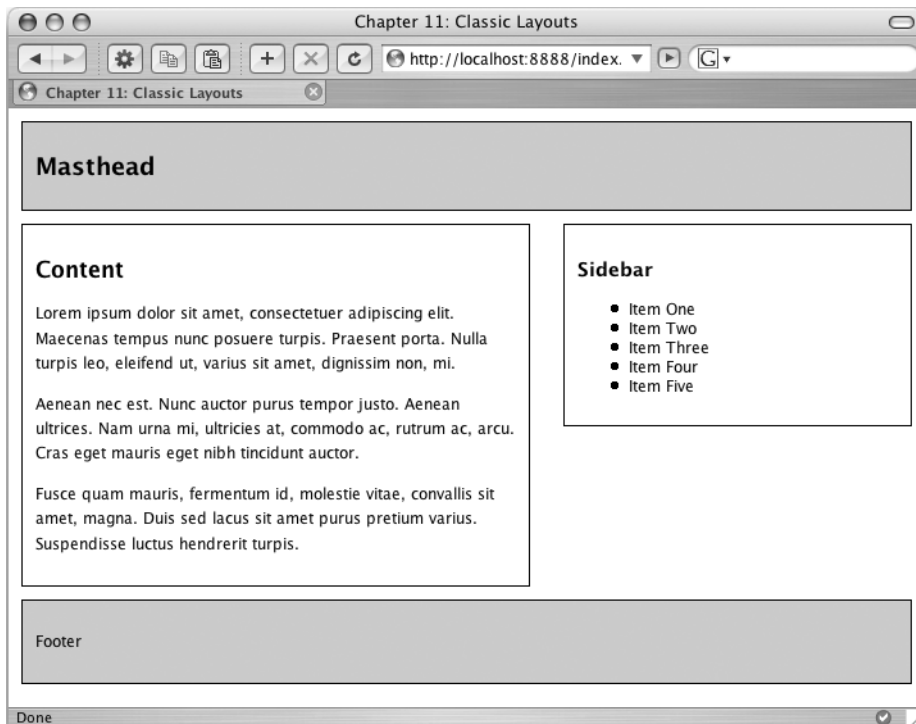 Chapter 11: Classic Layouts
http://localhost:8888/index.
G
Chapter 11: Classic Layouts
Masthead
Content
Lorem ipsum dolor sit amet, consectetuer adipiscing elit.
Maecenas tempus nunc posuere turpis. Praesent porta. Nulla
turpis leo, eleifend ut, varius sit amet, dignissim non, mi.
Aenean nec est. Nunc auctor purus tempor justo. Aenean
ultrices. Nam urna mi, ultricies at, commodo ac, rutrum ac, arcu.
Cras eget mauris eget nibh tincidunt auctor.
Fusce quam mauris, fermentum id, molestie vitae, convallis sit
amet, magna. Duis sed lacus sit amet purus pretium varius.
Suspendisse luctus hendrerit turpis.
Sidebar
Item One
Item Two
Item Three
Item Four
Item Five
Footer
Done